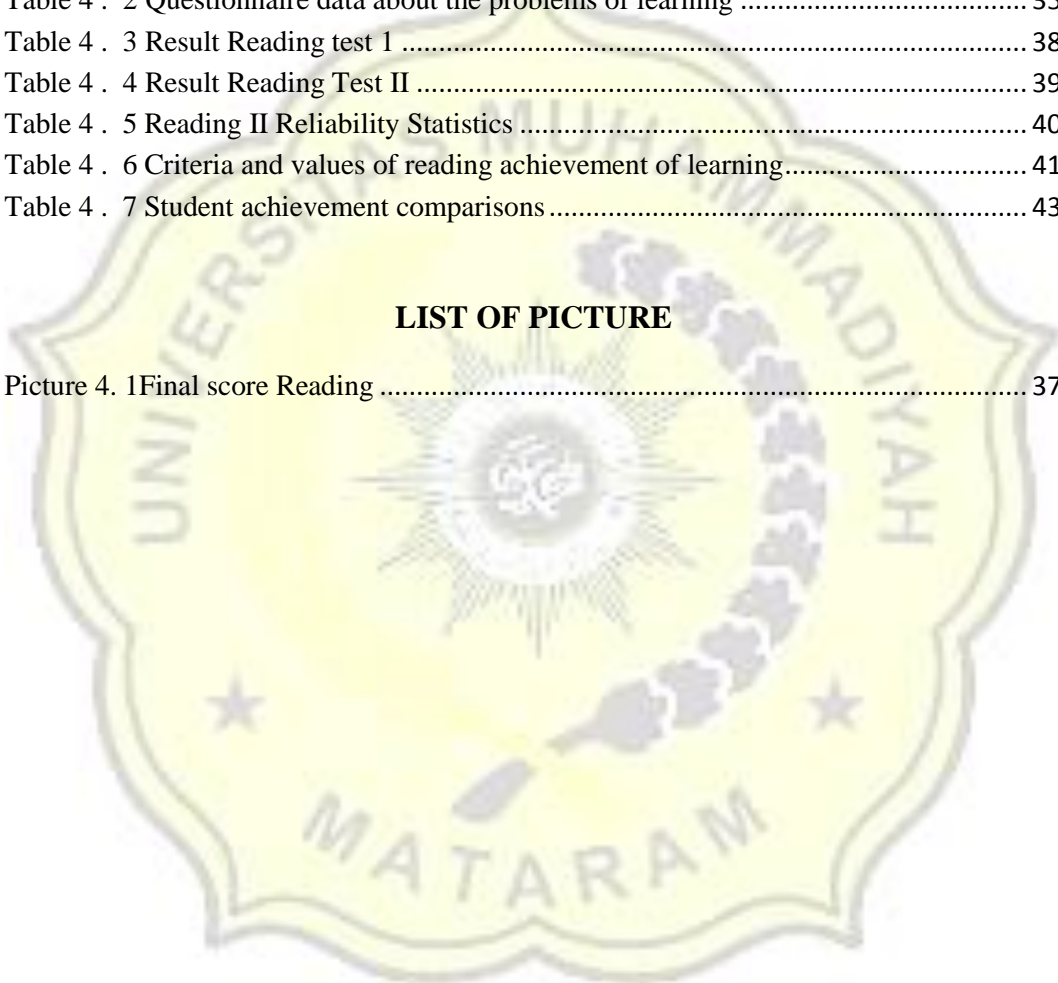 Table 4 . 2 Questionnaire data about the problems of learning .......................................... 35
Table 4 . 3 Result Reading test 1 ............................................................................................. 38
Table 4 . 4 Result Reading Test II ........................................................................................... 39
Table 4 . 5 Reading II Reliability Statistics ............................................................................ 40
Table 4 . 6 Criteria and values of reading achievement of learning.................................... 41
Table 4 . 7 Student achievement comparisons ....................................................................... 43
LIST OF PICTURE
Picture 4. 1Final score Reading ................................................................................................ 37
UNIVERSITAS MUHAMMADIYAH
MATARAM